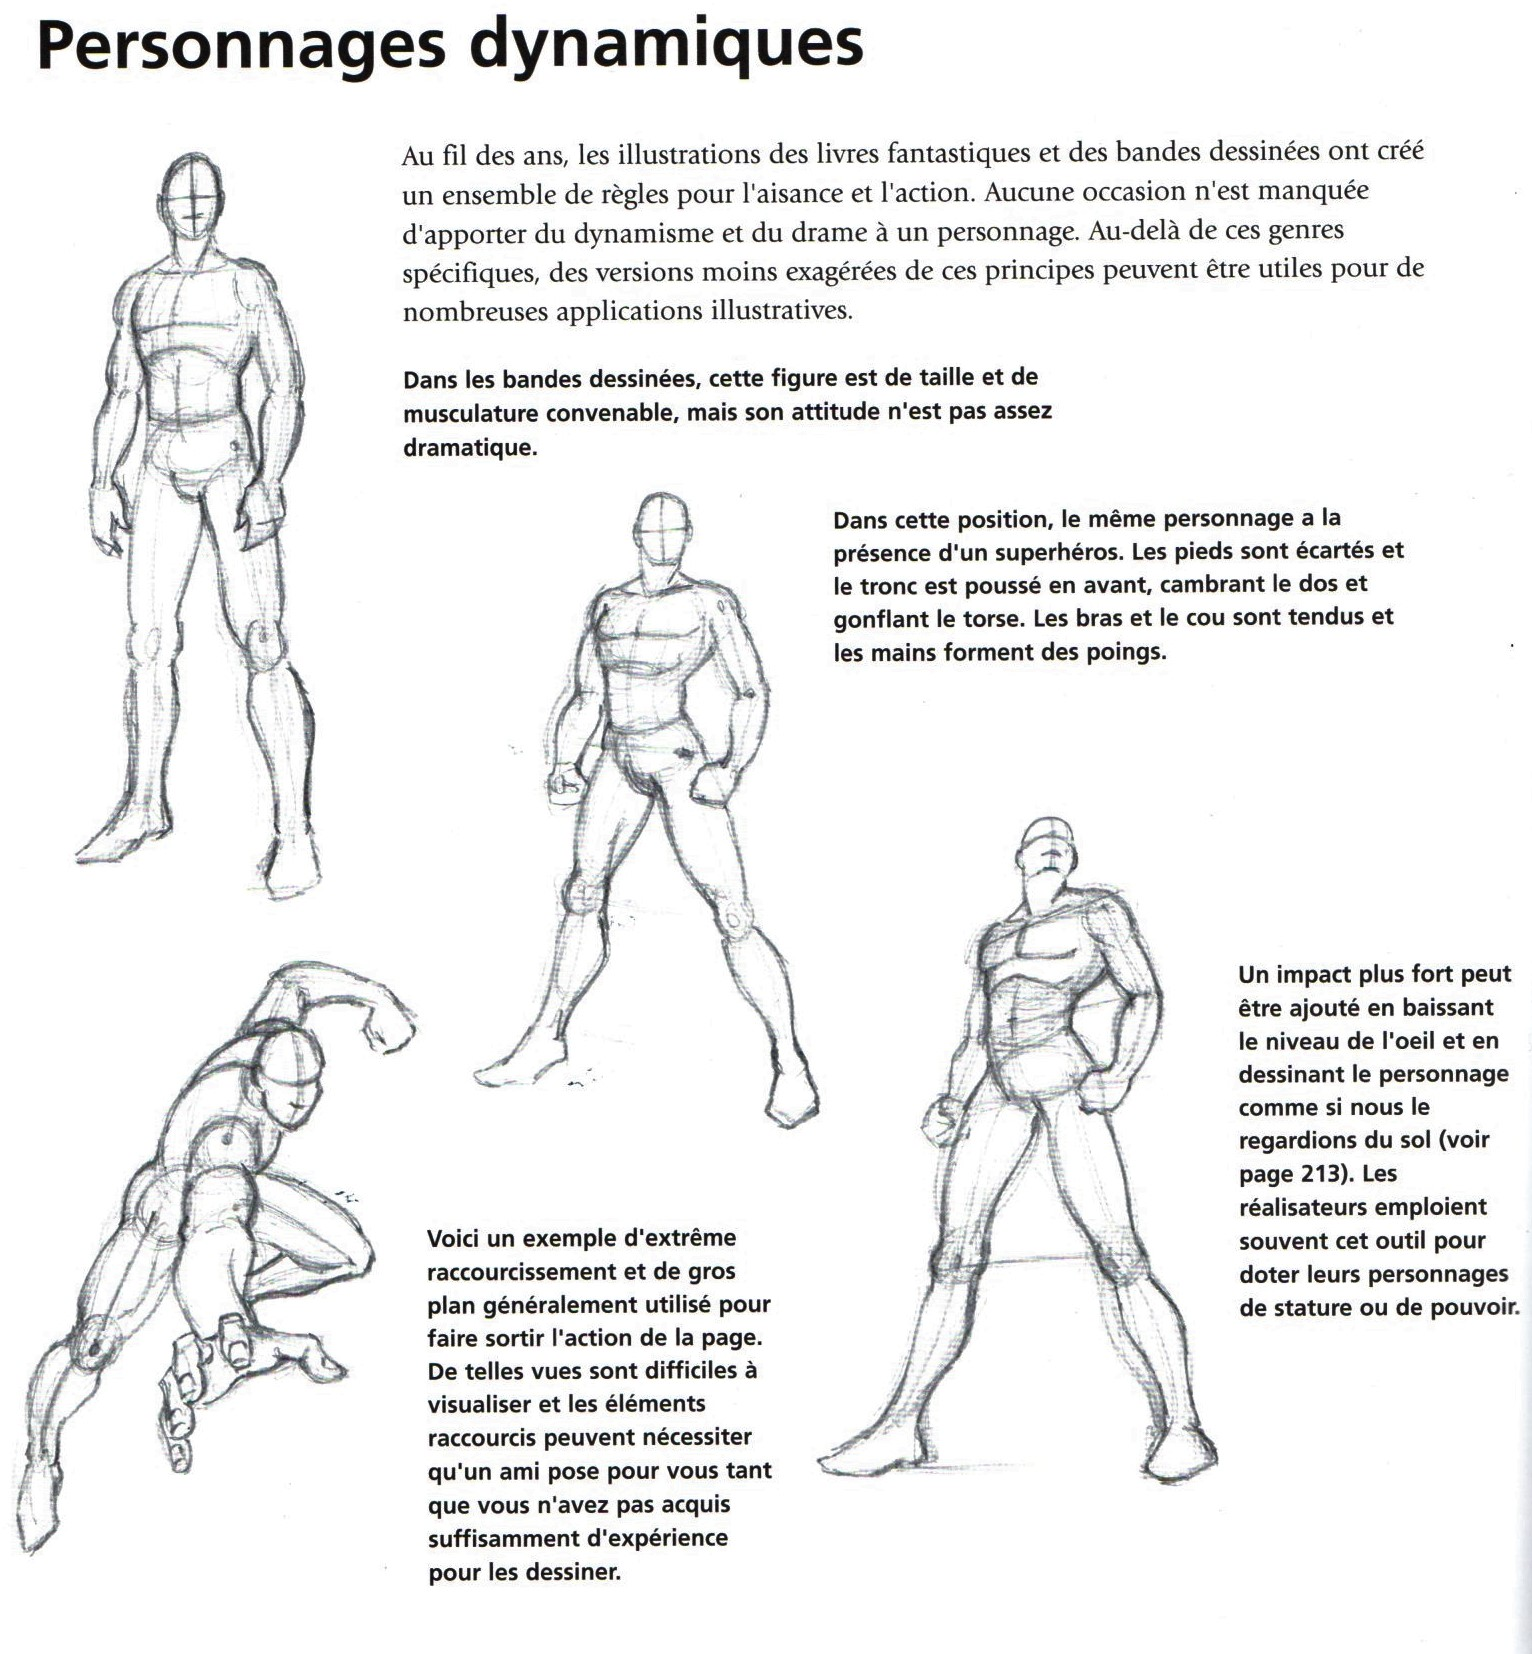 Personnages dynamiques
Au fil des ans, les illustrations des livres fantastiques et des bandes dessinées ont créé
un ensemble de règles pour l'aisance et l'action. Aucune occasion n'est manquée
d'apporter du dynamisme et du drame à un personnage. Au-delà de ces genres
spécifiques, des versions moins exagérées de ces principes peuvent être utiles pour de
nombreuses applications illustratives.
Dans les bandes dessinées, cette figure est de taille et de
musculature convenable, mais son attitude n'est pas assez
dramatique.
Dans cette position, le même personnage a la
présence d'un superhéros. Les pieds sont écartés et
le tronc est poussé en avant, cambrant le dos et
gonflant le torse. Les bras et le cou sont tendus et
les mains forment des poings.
Un impact plus fort peut
être ajouté en baissant
le niveau de l'oeil et en
dessinant le personnage
comme si nous le
regardions du sol (voir
page 213). Les
réalisateurs emploient
souvent cet outil pour
doter leurs personnages
de stature ou de pouvoir.
Voici un exemple d'extrême
raccourcissement et de gros
plan généralement utilisé pour
faire sortir l'action de la page.
De telles vues sont difficiles à
visualiser et les éléments
raccourcis peuvent nécessiter
qu'un ami pose pour vous tant
que vous n'avez pas acquis
suffisamment d'expérience
pour les dessiner.